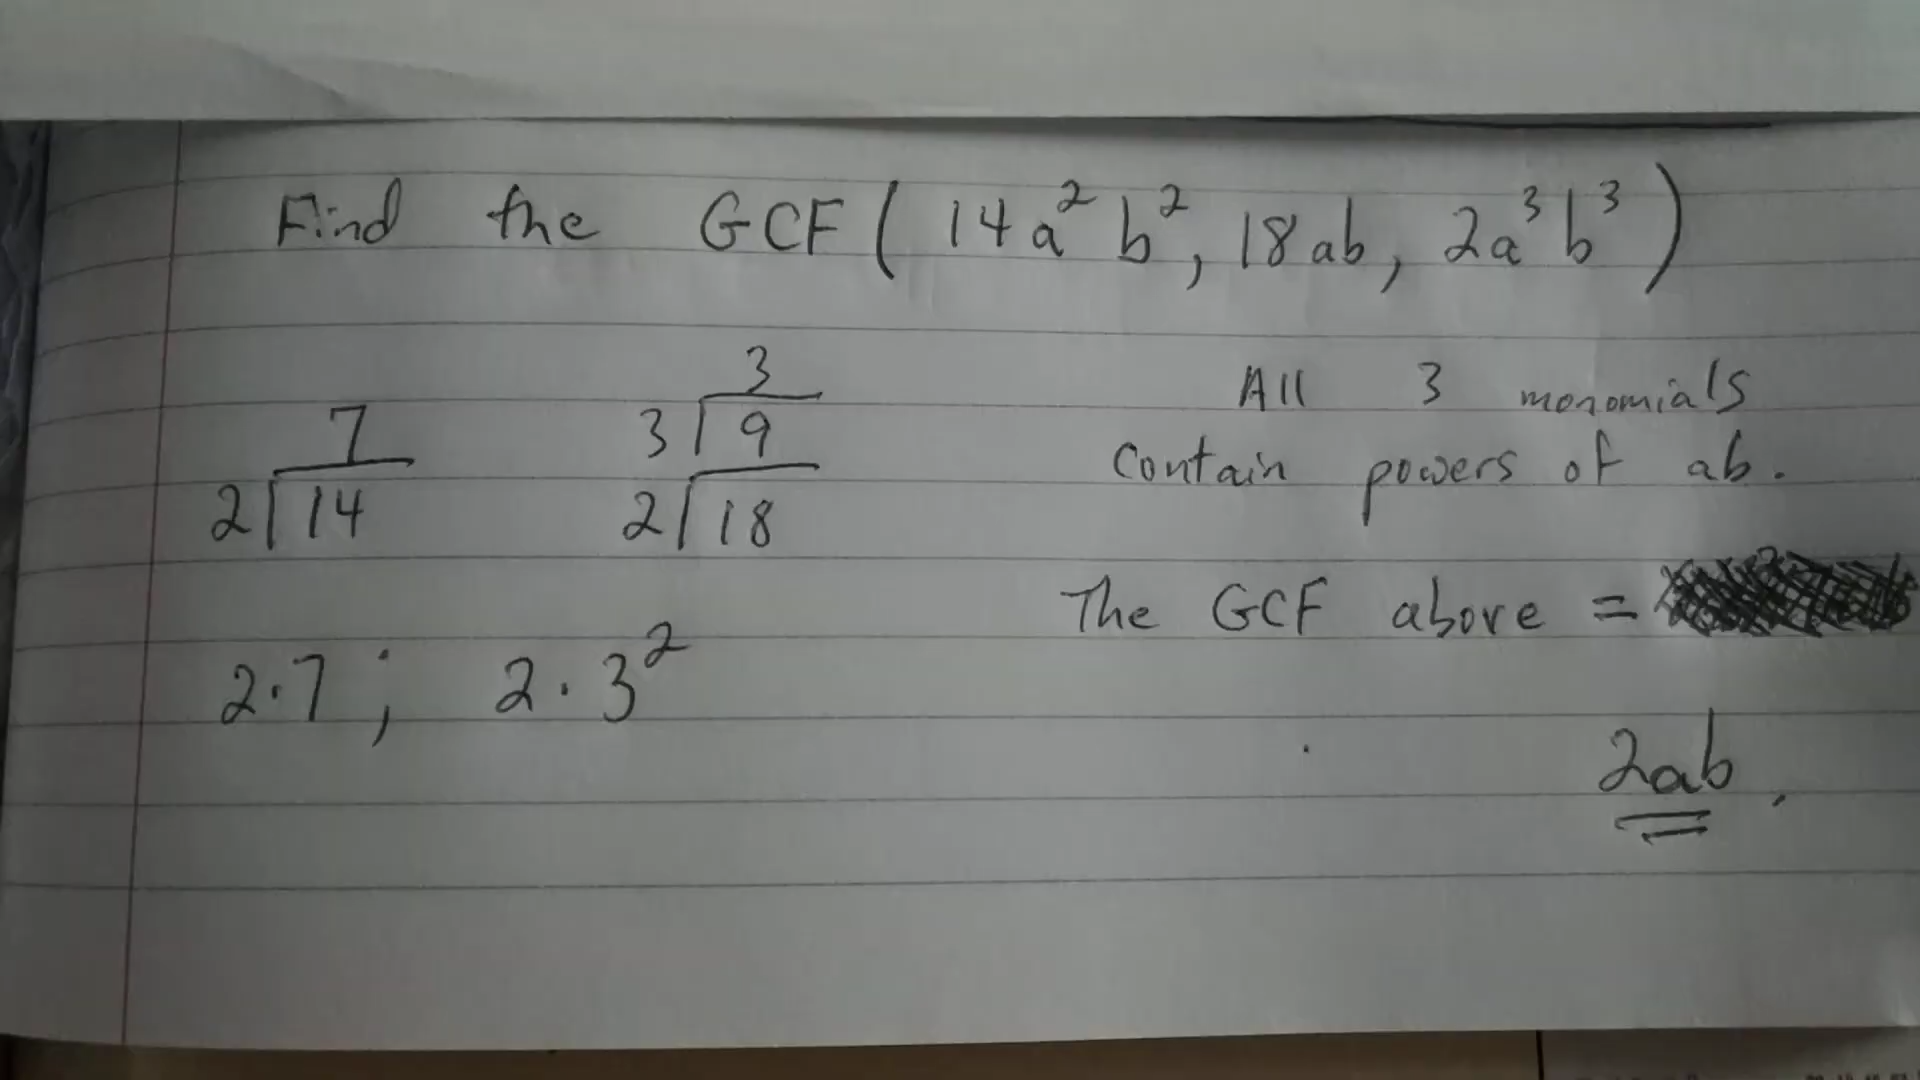 Find the GCF ( 14a²b², 18ab, 2a³b³ )
7
2 14
3
3 9
2 18
2·7 ; 2·3²
All 3 monomials
contain powers of ab.
The GCF above =
2ab.